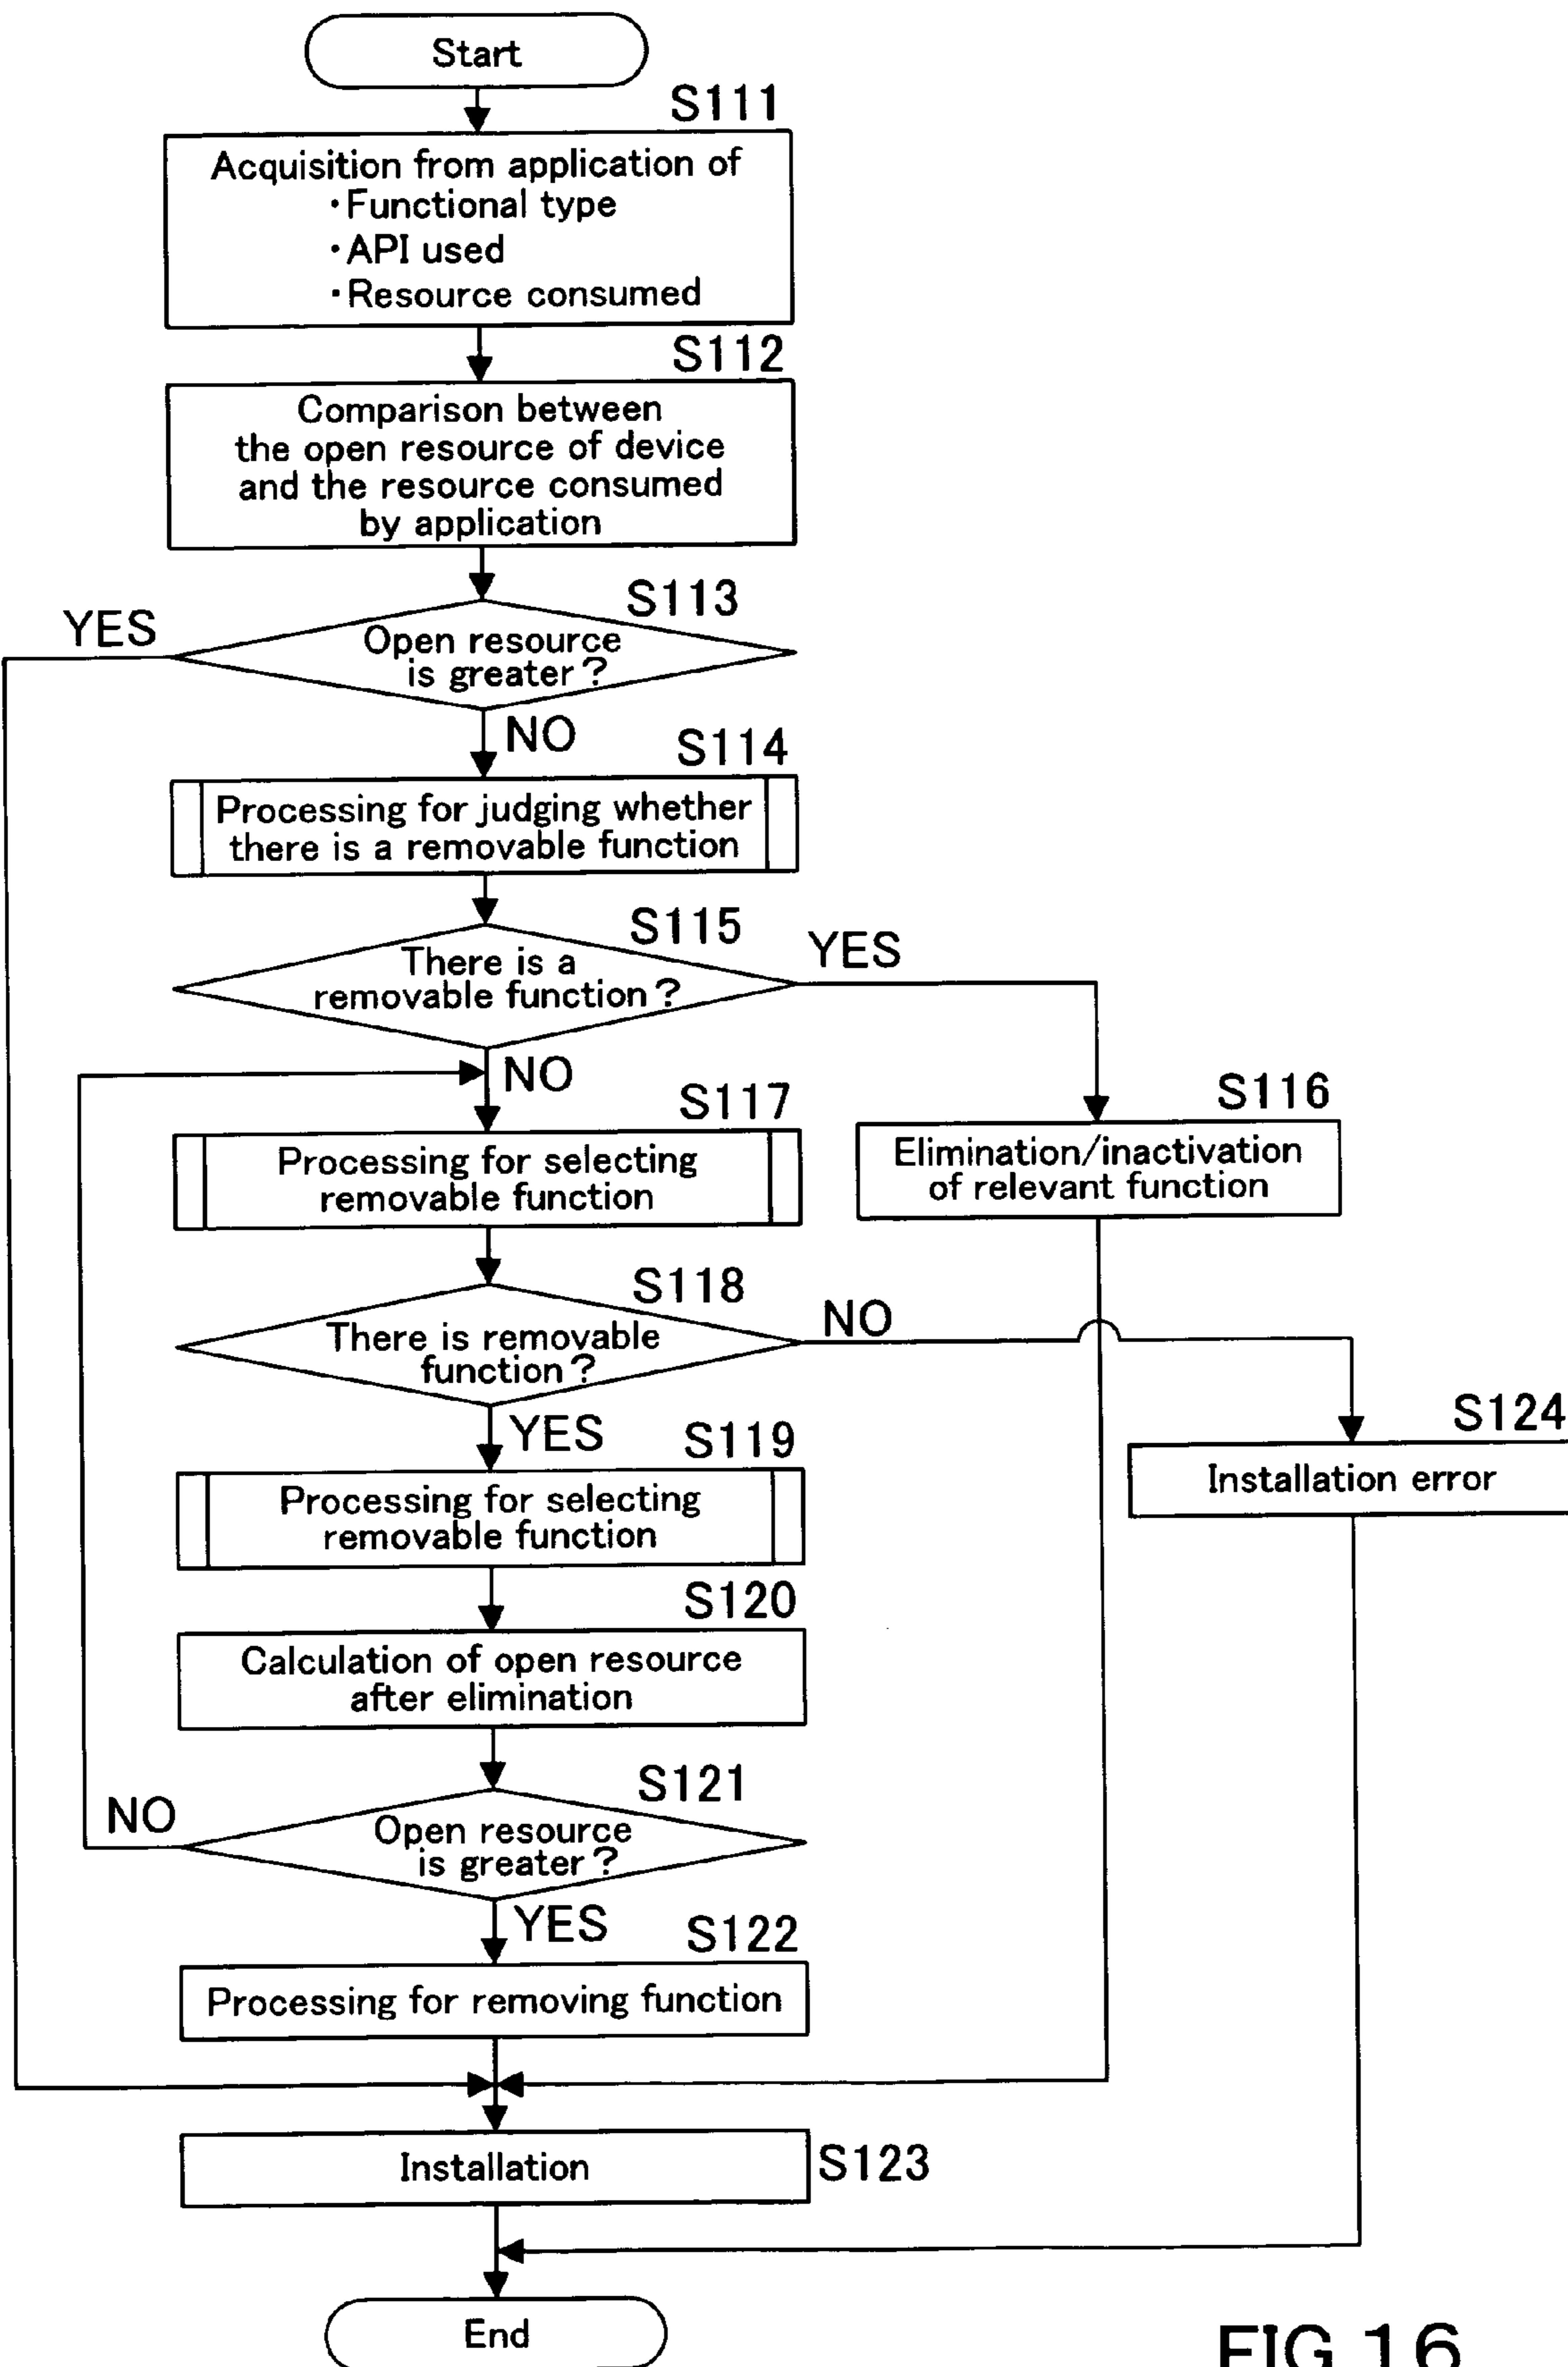 Start
S111
Acquisition from application of
・Functional type
・API used
・Resource consumed
S112
Comparison between
the open resource of device
and the resource consumed
by application
S113
YES
Open resource
is greater?
NO
S114
Processing for judging whether
there is a removable function
S115
YES
There is a
removable function?
NO
S117
Processing for selecting
removable function
S116
Elimination/inactivation
of relevant function
S118
NO
There is removable
function?
YES
S119
Processing for selecting
removable function
S124
Installation error
S120
Calculation of open resource
after elimination
S121
NO
Open resource
is greater?
YES
S122
Processing for removing function
Installation
S123
End
FIG.16